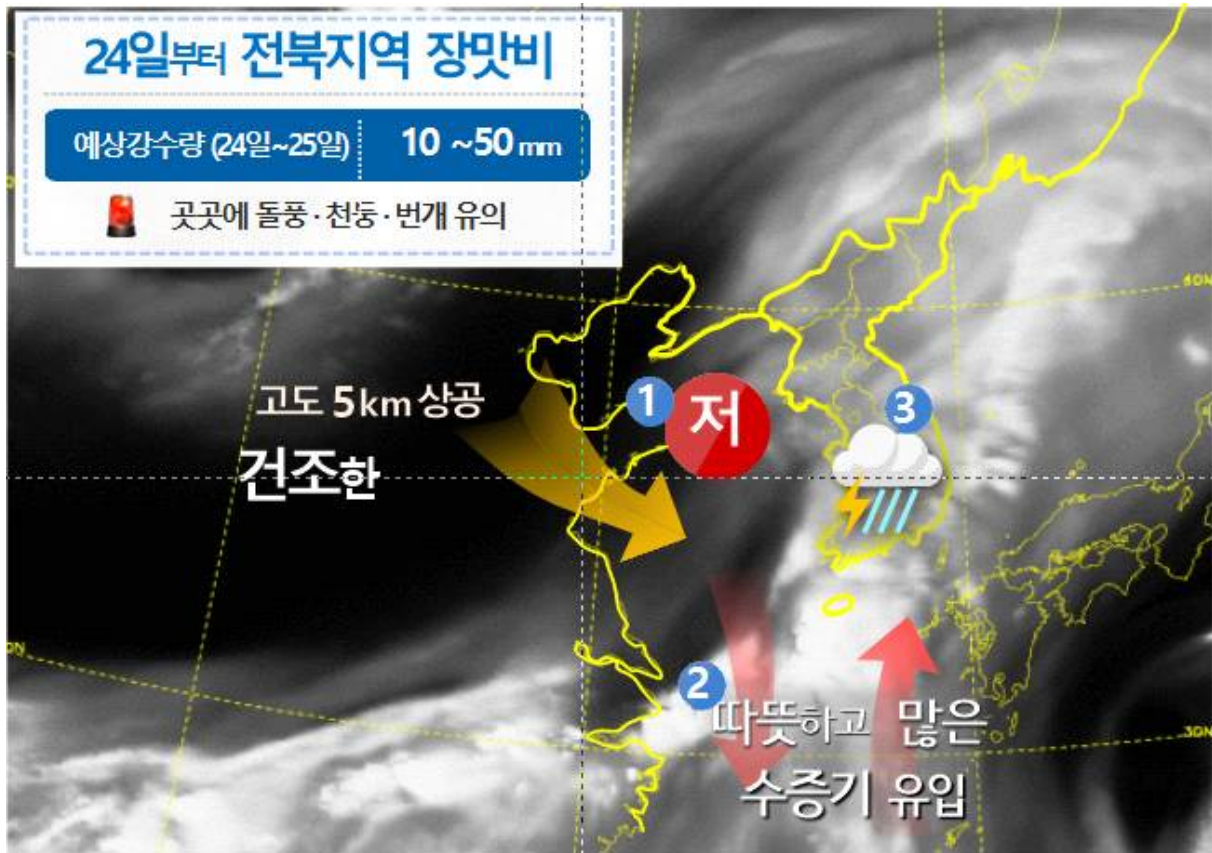 24일부터 전북지역 장맛비
예상강수량 (24일~25일) 10 ~50 mm
곳곳에 돌풍·천둥·번개 유의
40N
고도 5km 상공
건조한
1
저
3
2
따뜻하고 많은
수증기 유입
30N